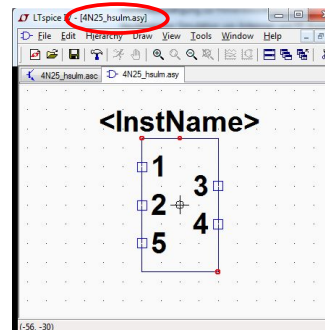 LTspice IV - [4N25_hsulm.asy]
File Edit Hierarchy Draw View Tools Window Help
4N25_hsulm.asc 4N25_hsulm.asy
<InstName>
1
3
2
4
5
(-56, -30)